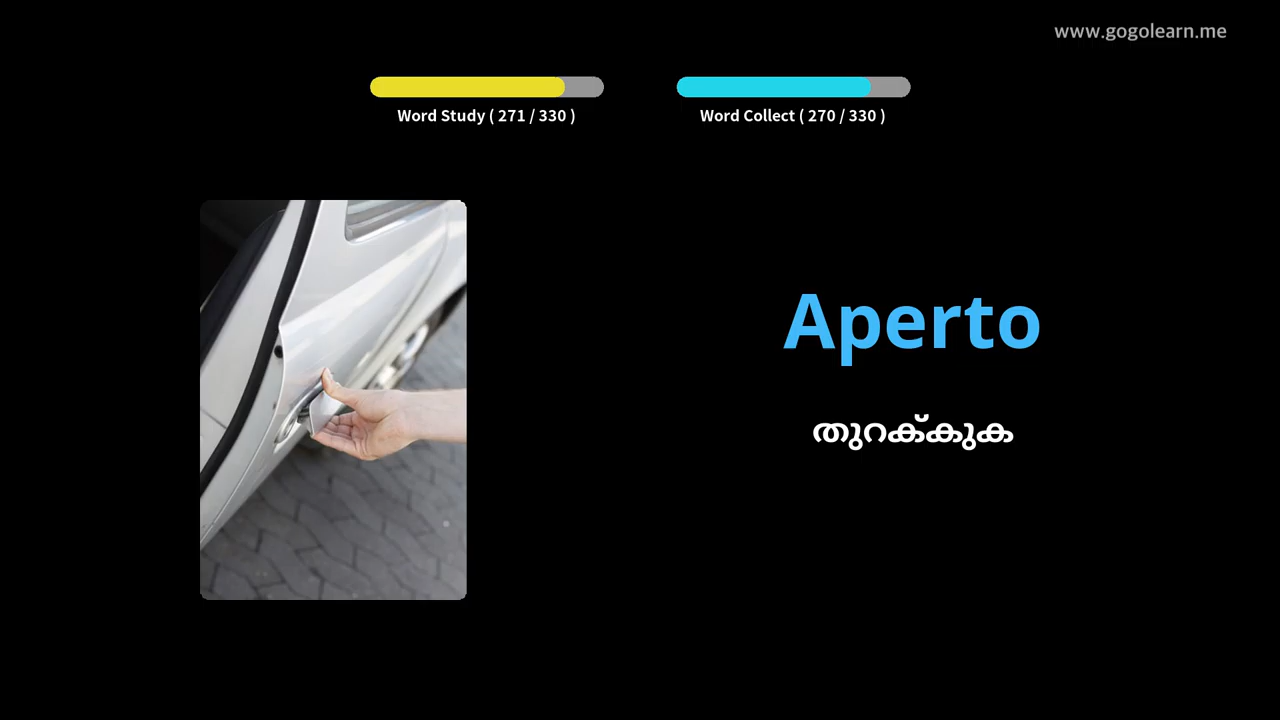 www.gogolearn.me
Word Study ( 271 / 330 )
Word Collect ( 270 / 330 )
Aperto
തുറക്കുക